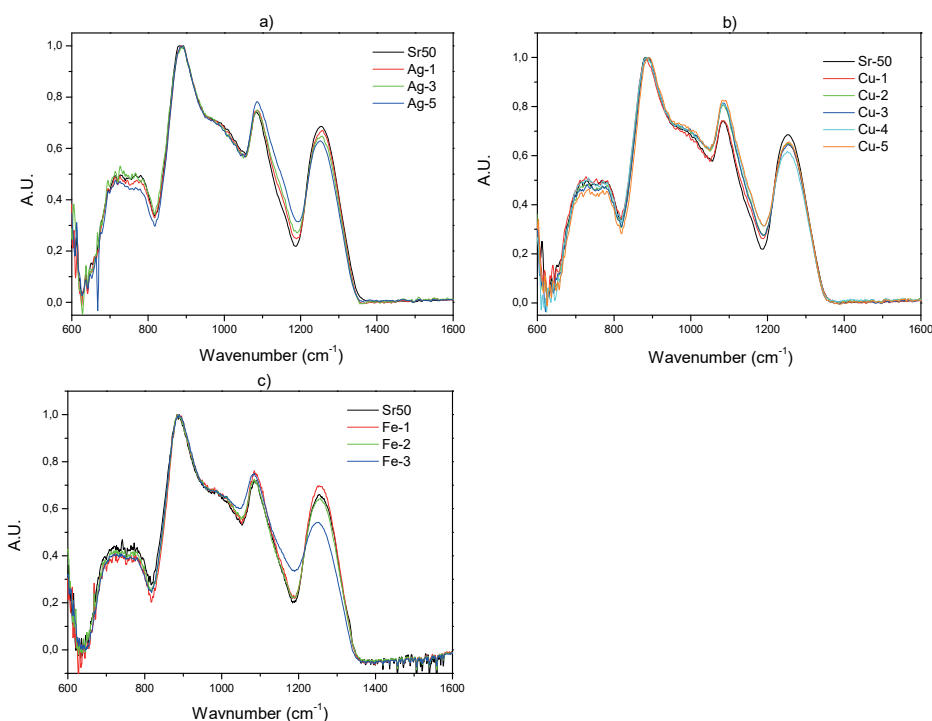 a)
Sr50
Ag-1
Ag-3
Ag-5
1,0
0,8
0,6
0,4
0,2
0,0
A.U.
600 800 1000 1200 1400 1600
Wavenumber (cm⁻¹)
b)
Sr-50
Cu-1
Cu-2
Cu-3
Cu-4
Cu-5
1,0
0,8
0,6
0,4
0,2
0,0
A.U.
600 800 1000 1200 1400 1600
Wavenumber (cm⁻¹)
c)
Sr50
Fe-1
Fe-2
Fe-3
1,0
0,8
0,6
0,4
0,2
0,0
A.U.
600 800 1000 1200 1400 1600
Wavnumber (cm⁻¹)